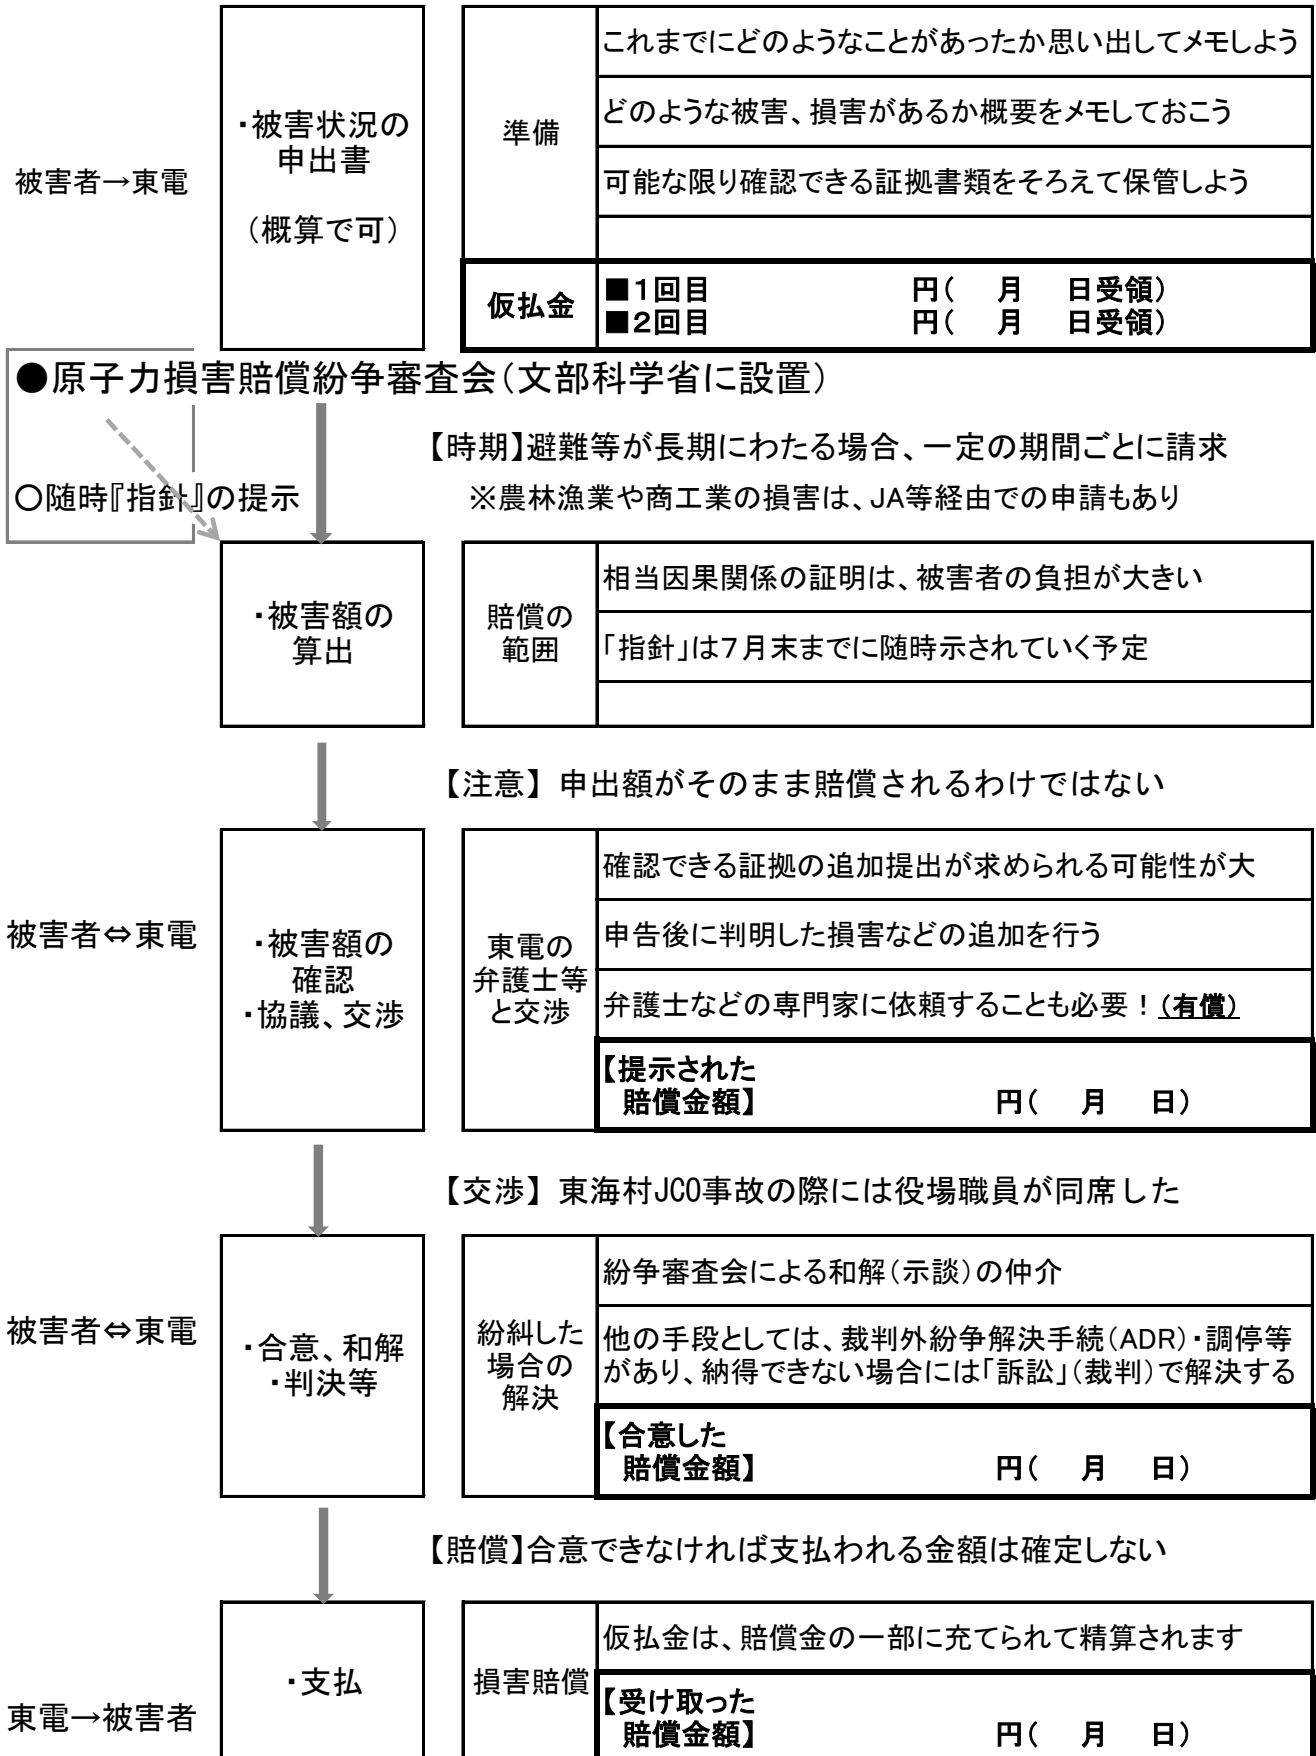 被害者→東電
・被害状況の
申出書
（概算で可）
準備
これまでにどのようなことがあったか思い出してメモしよう
どのような被害、損害があるか概要をメモしておこう
可能な限り確認できる証拠書類をそろえて保管しよう
仮払金
■１回目　　　　　円（　月　日受領）
■２回目　　　　　円（　月　日受領）
●原子力損害賠償紛争審査会（文部科学省に設置）
○随時『指針』の提示
【時期】避難等が長期にわたる場合、一定の期間ごとに請求
※農林漁業や商工業の損害は、JA等経由での申請もあり
・被害額の
算出
賠償の
範囲
相当因果関係の証明は、被害者の負担が大きい
「指針」は７月末までに随時示されていく予定
【注意】 申出額がそのまま賠償されるわけではない
被害者⇔東電
・被害額の
確認
・協議、交渉
東電の
弁護士等
と交渉
確認できる証拠の追加提出が求められる可能性が大
申告後に判明した損害などの追加を行う
弁護士などの専門家に依頼することも必要！（有償）
【提示された
賠償金額】　　　　　円（　月　日）
【交渉】 東海村JCO事故の際には役場職員が同席した
被害者⇔東電
・合意、和解
・判決等
紛糾した
場合の
解決
紛争審査会による和解（示談）の仲介
他の手段としては、裁判外紛争解決手続（ADR）・調停等
があり、納得できない場合には「訴訟」（裁判）で解決する
【合意した
賠償金額】　　　　　円（　月　日）
【賠償】合意できなければ支払われる金額は確定しない
東電→被害者
・支払
損害賠償
仮払金は、賠償金の一部に充てられて精算されます
【受け取った
賠償金額】　　　　　円（　月　日）